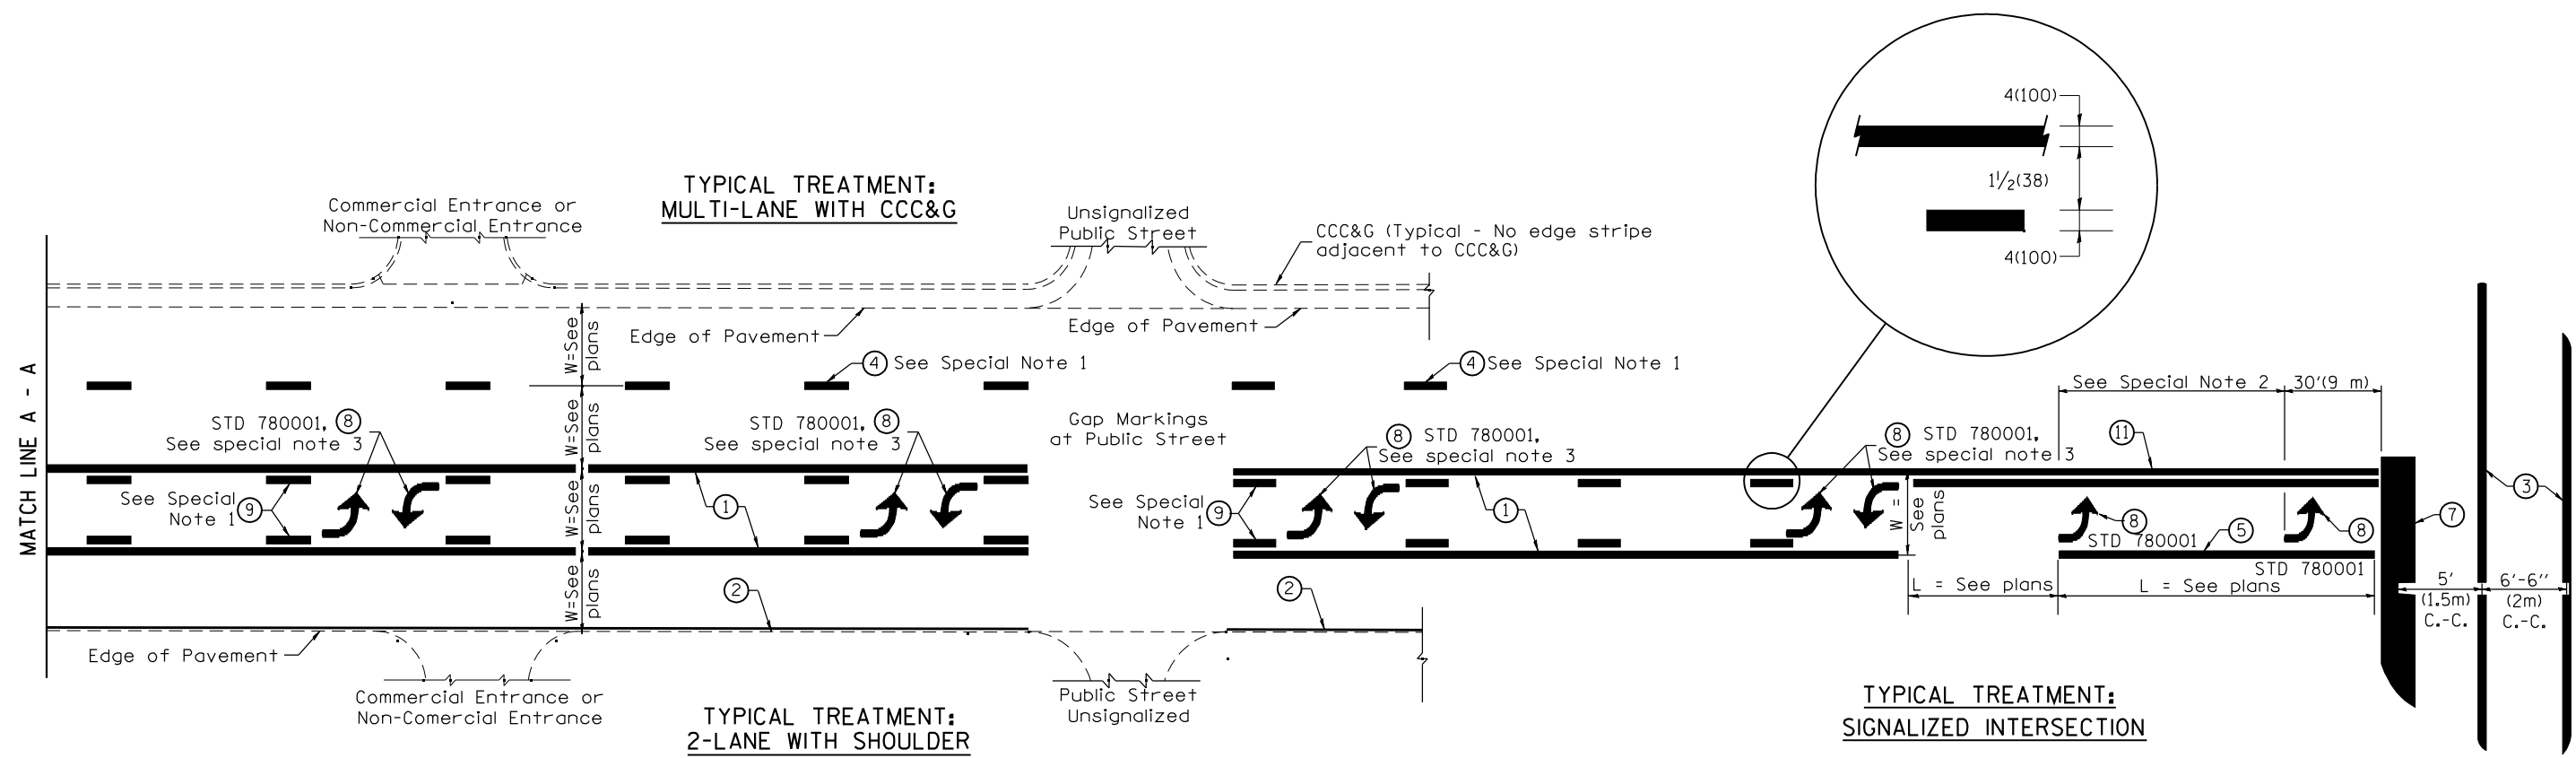 4(100)
1½(38)
4(100)
TYPICAL TREATMENT:
MULTI-LANE WITH CCC&G
Commercial Entrance or
Non-Commercial Entrance
Unsignalized
Public Street
CCC&G (Typical - No edge stripe
adjacent to CCC&G)
Edge of Pavement
Edge of Pavement
W=See
plans
4 See Special Note 1
4 See Special Note 1
MATCH LINE A - A
STD 780001, 8
See special note 3
W=See
plans
STD 780001, 8
See special note 3
Gap Markings
at Public Street
8 STD 780001,
See special note 3
8 STD 780001,
See special note 3
See Special Note 2
30'(9 m)
11
See Special
Note 1 9
W=See
plans
1
See Special
Note 1 9
1
W =
See
plans
8
STD 780001
5
8
7
3
STD 780001
W=See
plans
2
2
L = See plans
L = See plans
5'
(1.5m)
C.-C.
6'-6''
(2m)
C.-C.
Edge of Pavement
Commercial Entrance or
Non-Comercial Entrance
Public Street
Unsignalized
TYPICAL TREATMENT:
2-LANE WITH SHOULDER
TYPICAL TREATMENT:
SIGNALIZED INTERSECTION